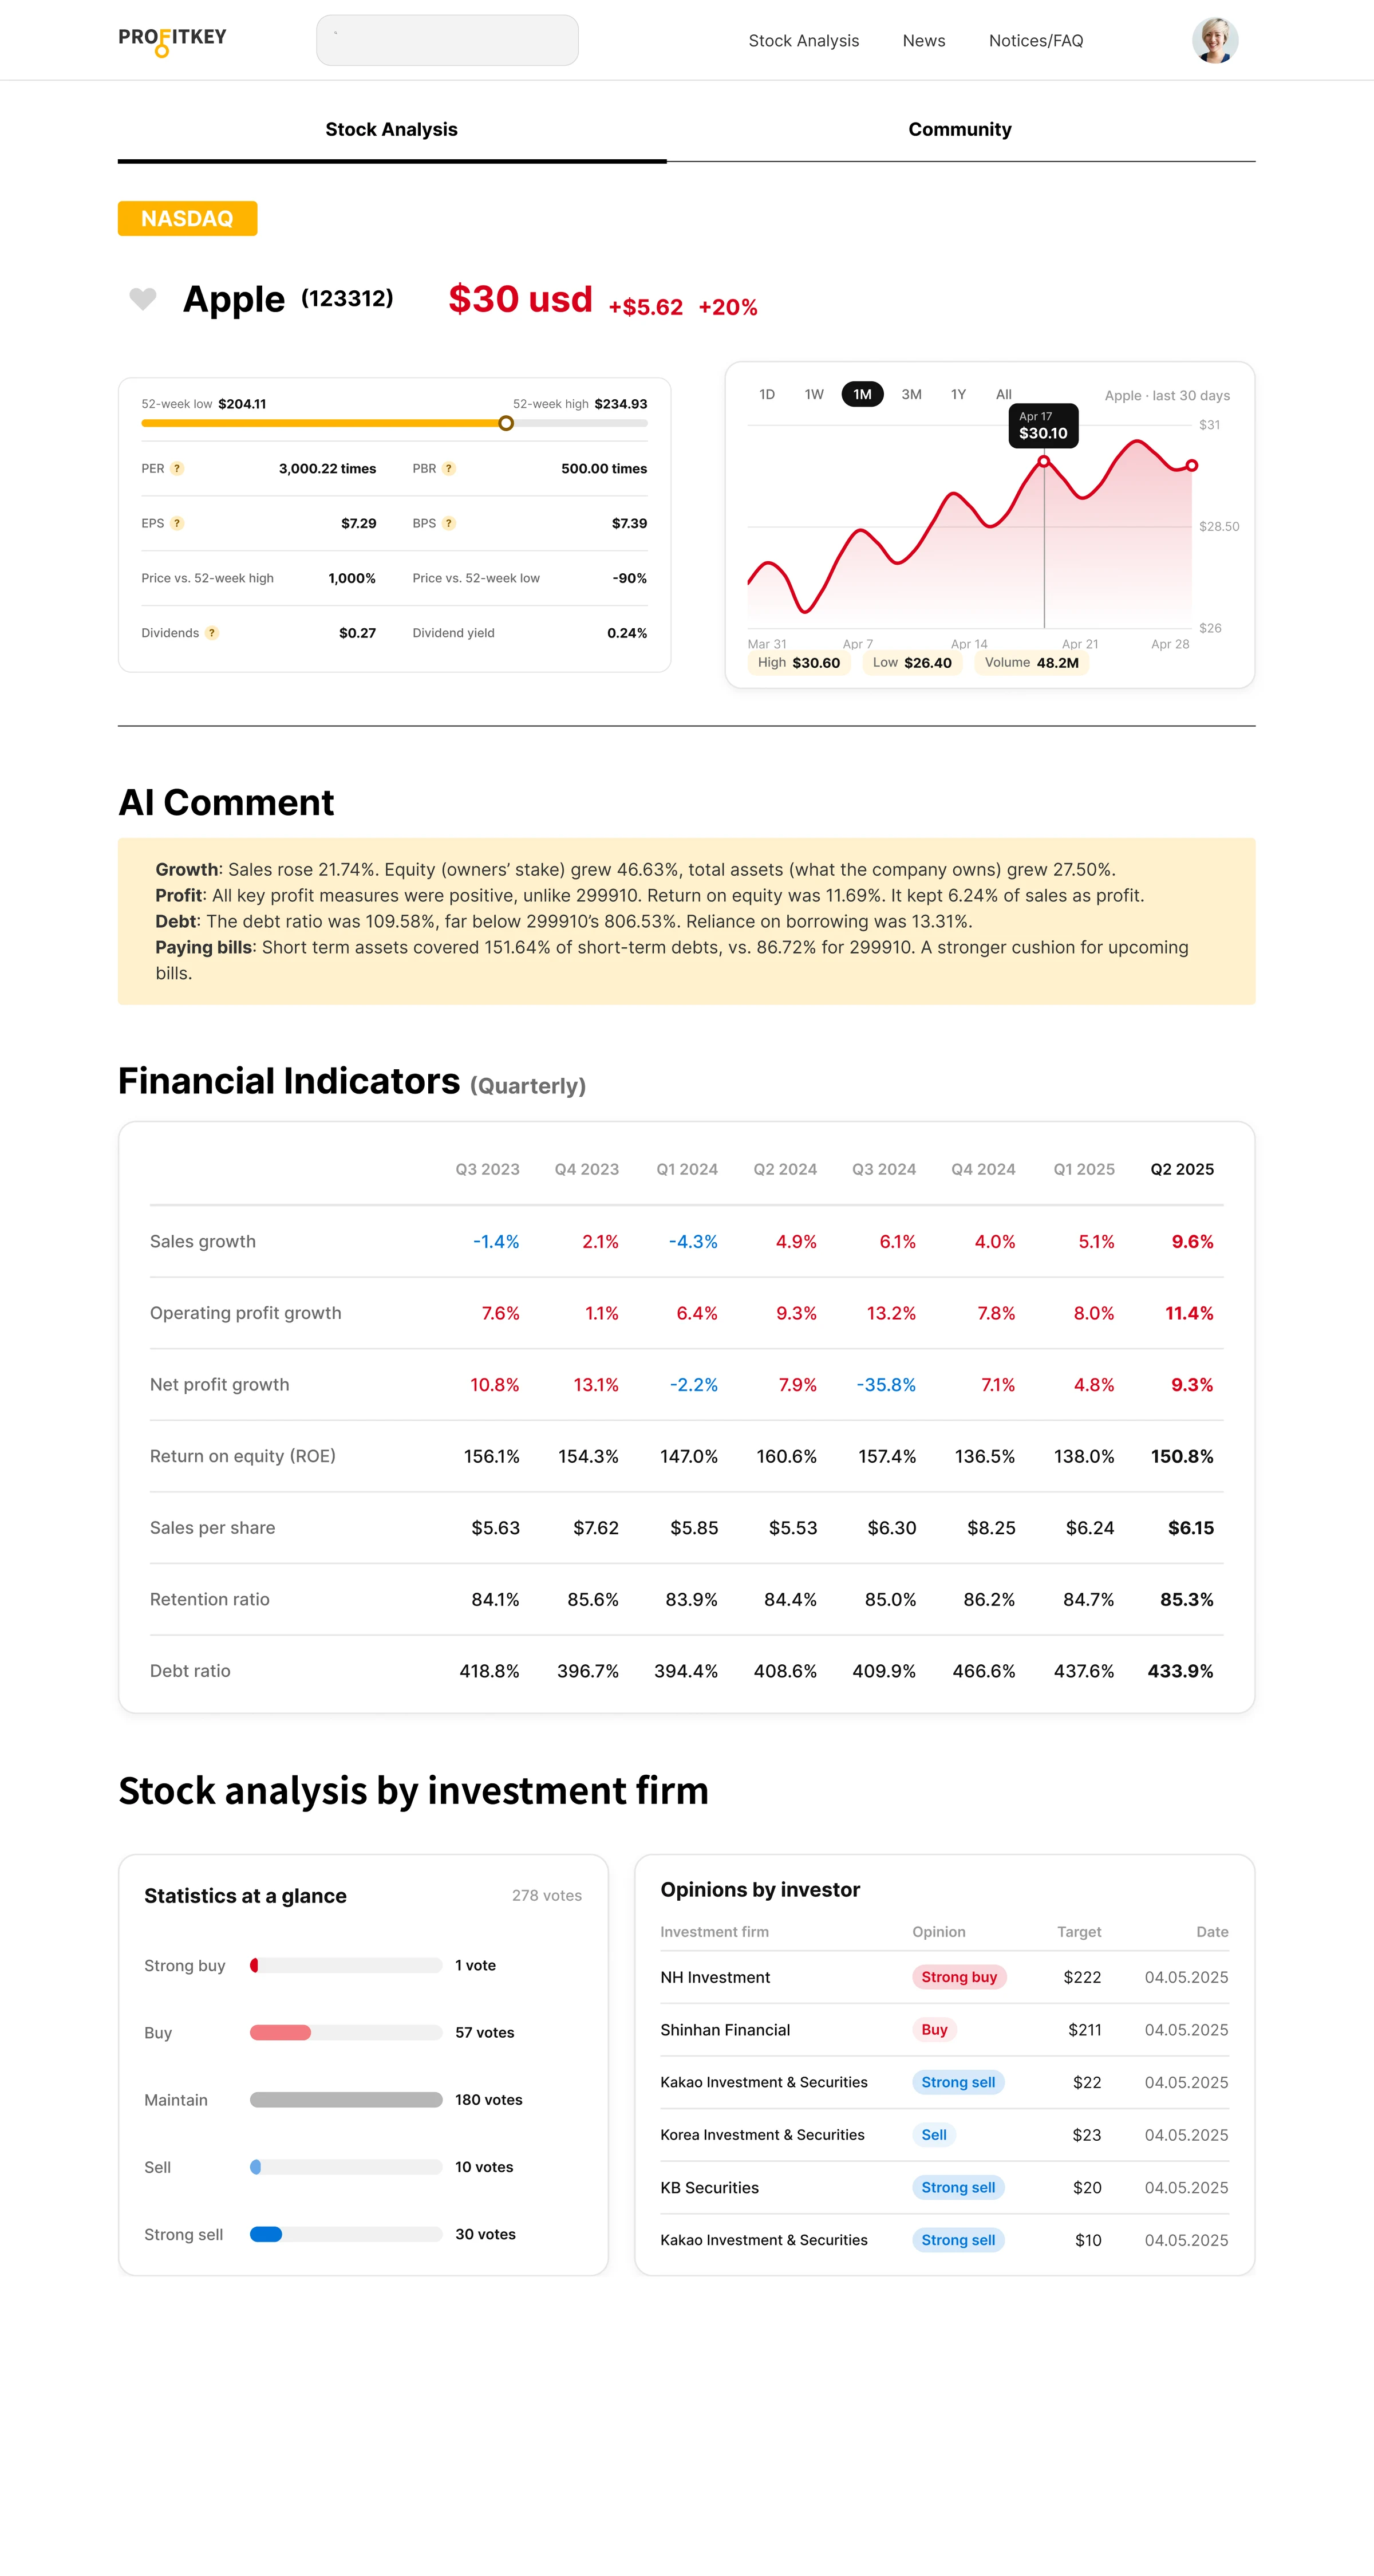 PROFITKEY
Stock Analysis
News
Notices/FAQ
Stock Analysis
Community
NASDAQ
Apple (123312) $30 usd +$5.62 +20%
52-week low $204.11 52-week high $234.93
PER ? 3,000.22 times PBR ? 500.00 times
EPS ? $7.29 BPS ? $7.39
Price vs. 52-week high 1,000% Price vs. 52-week low -90%
Dividends ? $0.27 Dividend yield 0.24%
1D 1W 1M 3M 1Y All Apple · last 30 days
Apr 17
$30.10
$31
$28.50
$26
Mar 31 Apr 7 Apr 14 Apr 21 Apr 28
High $30.60 Low $26.40 Volume 48.2M
AI Comment
Growth: Sales rose 21.74%. Equity (owners’ stake) grew 46.63%, total assets (what the company owns) grew 27.50%.
Profit: All key profit measures were positive, unlike 299910. Return on equity was 11.69%. It kept 6.24% of sales as profit.
Debt: The debt ratio was 109.58%, far below 299910’s 806.53%. Reliance on borrowing was 13.31%.
Paying bills: Short term assets covered 151.64% of short-term debts, vs. 86.72% for 299910. A stronger cushion for upcoming
bills.
Financial Indicators (Quarterly)
Q3 2023 Q4 2023 Q1 2024 Q2 2024 Q3 2024 Q4 2024 Q1 2025 Q2 2025
Sales growth -1.4% 2.1% -4.3% 4.9% 6.1% 4.0% 5.1% 9.6%
Operating profit growth 7.6% 1.1% 6.4% 9.3% 13.2% 7.8% 8.0% 11.4%
Net profit growth 10.8% 13.1% -2.2% 7.9% -35.8% 7.1% 4.8% 9.3%
Return on equity (ROE) 156.1% 154.3% 147.0% 160.6% 157.4% 136.5% 138.0% 150.8%
Sales per share $5.63 $7.62 $5.85 $5.53 $6.30 $8.25 $6.24 $6.15
Retention ratio 84.1% 85.6% 83.9% 84.4% 85.0% 86.2% 84.7% 85.3%
Debt ratio 418.8% 396.7% 394.4% 408.6% 409.9% 466.6% 437.6% 433.9%
Stock analysis by investment firm
Statistics at a glance 278 votes
Strong buy 1 vote
Buy 57 votes
Maintain 180 votes
Sell 10 votes
Strong sell 30 votes
Opinions by investor
Investment firm Opinion Target Date
NH Investment Strong buy $222 04.05.2025
Shinhan Financial Buy $211 04.05.2025
Kakao Investment & Securities Strong sell $22 04.05.2025
Korea Investment & Securities Sell $23 04.05.2025
KB Securities Strong sell $20 04.05.2025
Kakao Investment & Securities Strong sell $10 04.05.2025